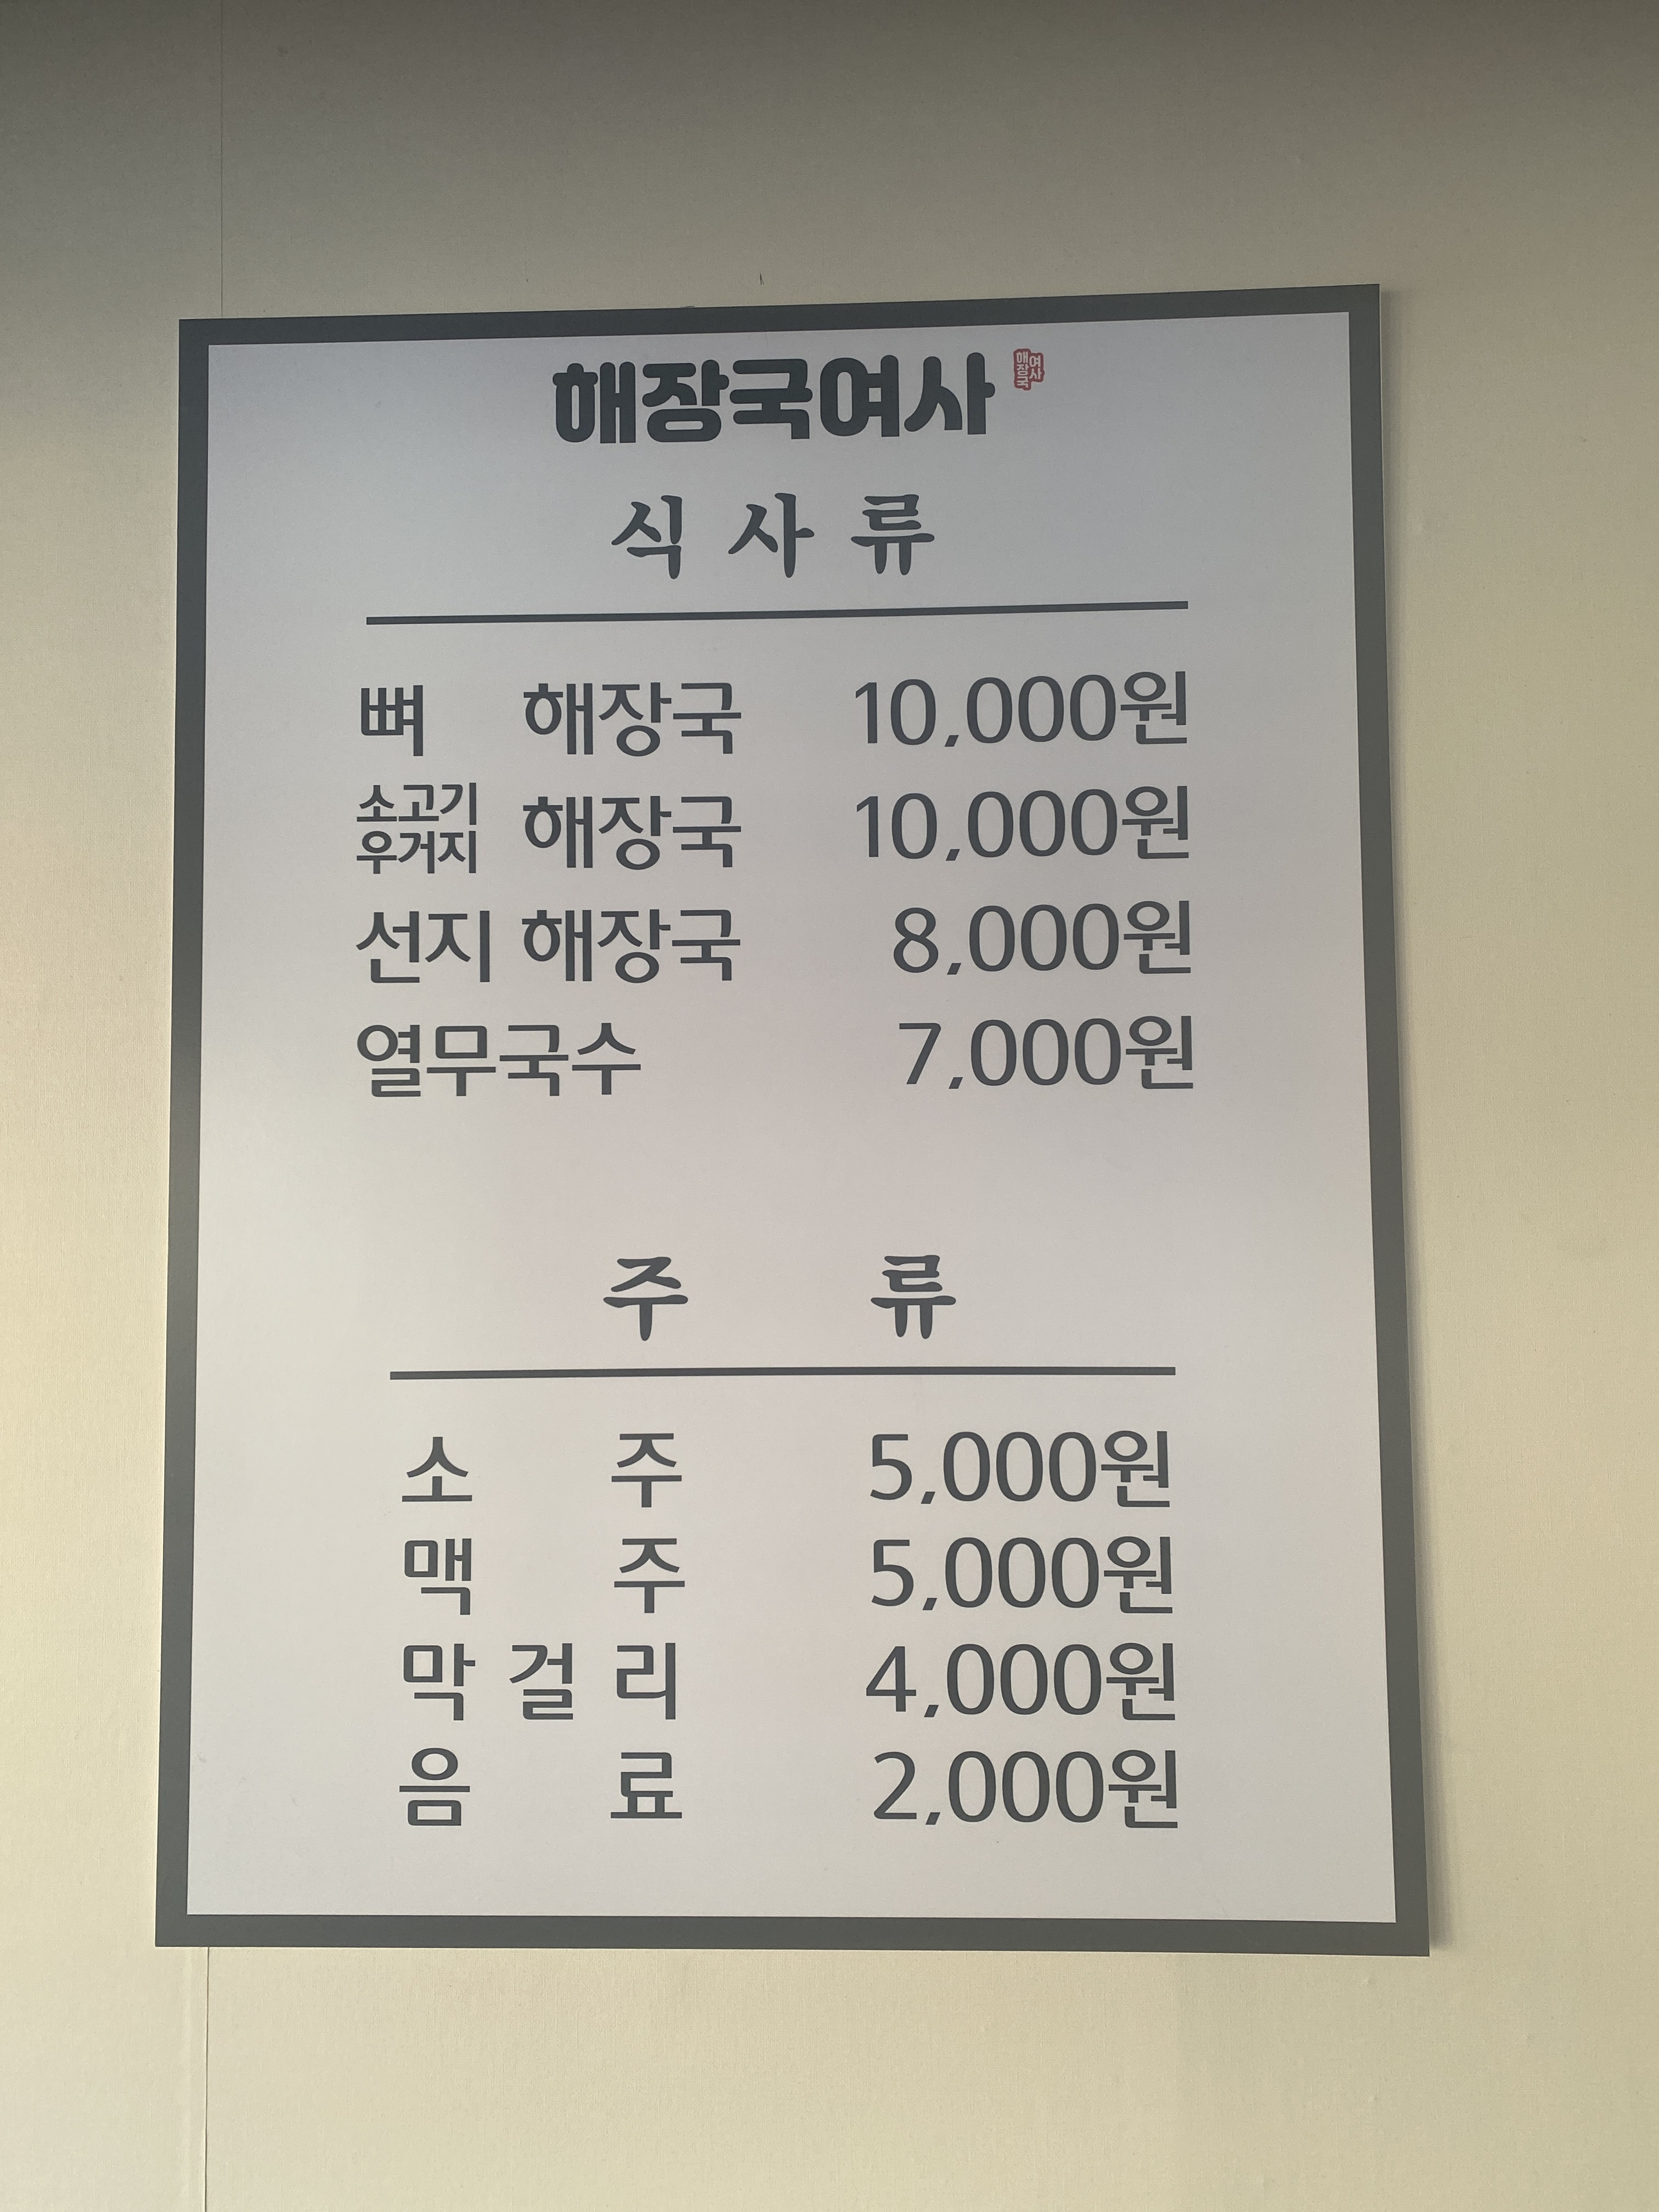 해장국여사
해장국
여사
식사류
뼈 해장국 10,000원
소고기
우거지 해장국 10,000원
선지 해장국 8,000원
열무국수 7,000원
주 류
소 주 5,000원
맥 주 5,000원
막 걸 리 4,000원
음 료 2,000원